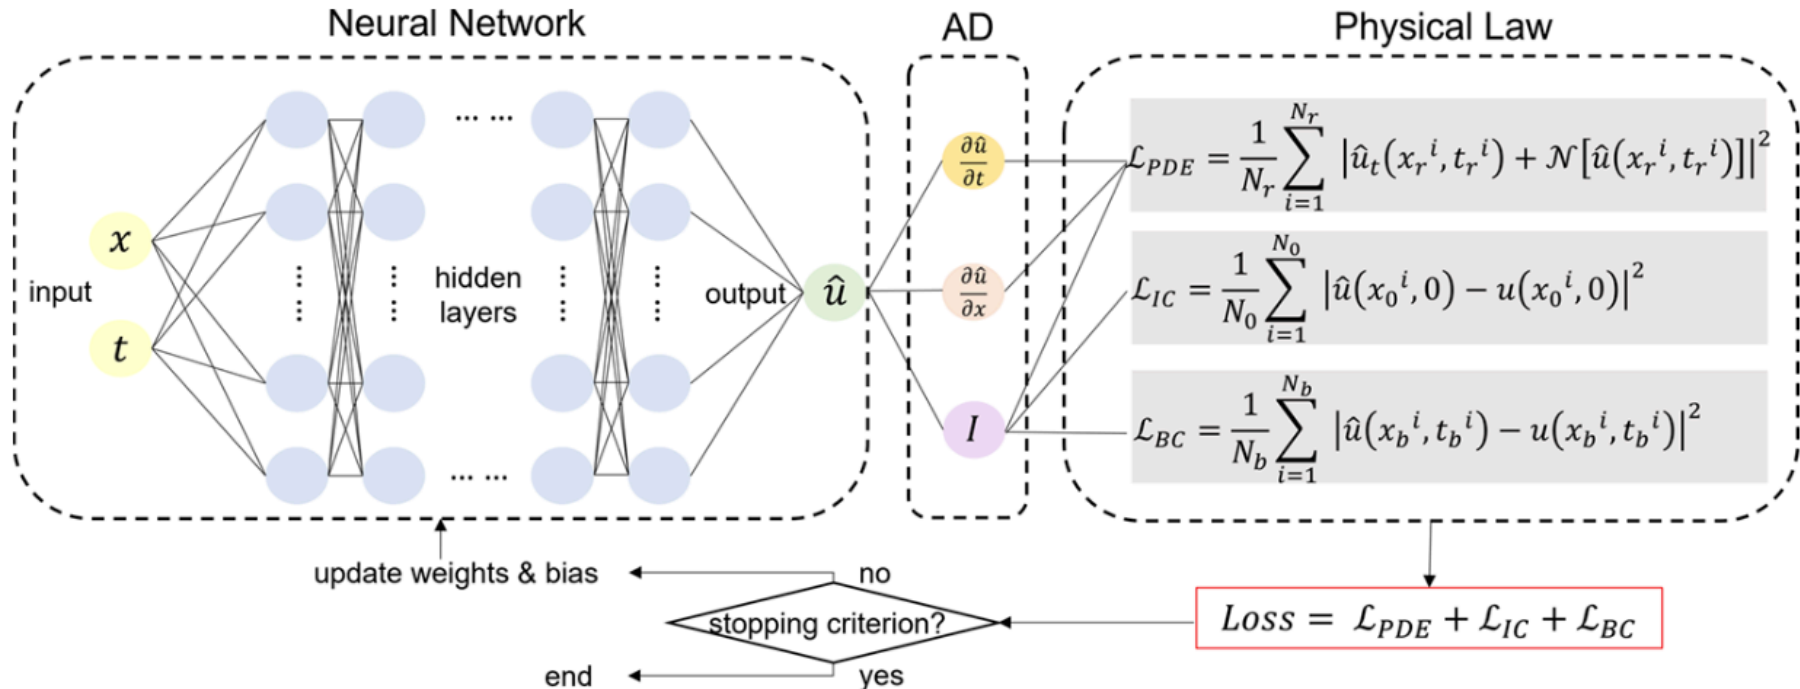 Neural Network
AD
Physical Law
input
x
t
... ...
hidden
layers
... ...
output
û
∂û/∂t
∂û/∂x
I
ℒ_PDE = 1/N_r ∑_{i=1}^{N_r} |û_t(x_r^i, t_r^i) + 𝒩[û(x_r^i, t_r^i)]|^2
ℒ_IC = 1/N_0 ∑_{i=1}^{N_0} |û(x_0^i, 0) − u(x_0^i, 0)|^2
ℒ_BC = 1/N_b ∑_{i=1}^{N_b} |û(x_b^i, t_b^i) − u(x_b^i, t_b^i)|^2
update weights & bias
no
stopping criterion?
Loss = ℒ_PDE + ℒ_IC + ℒ_BC
end
yes